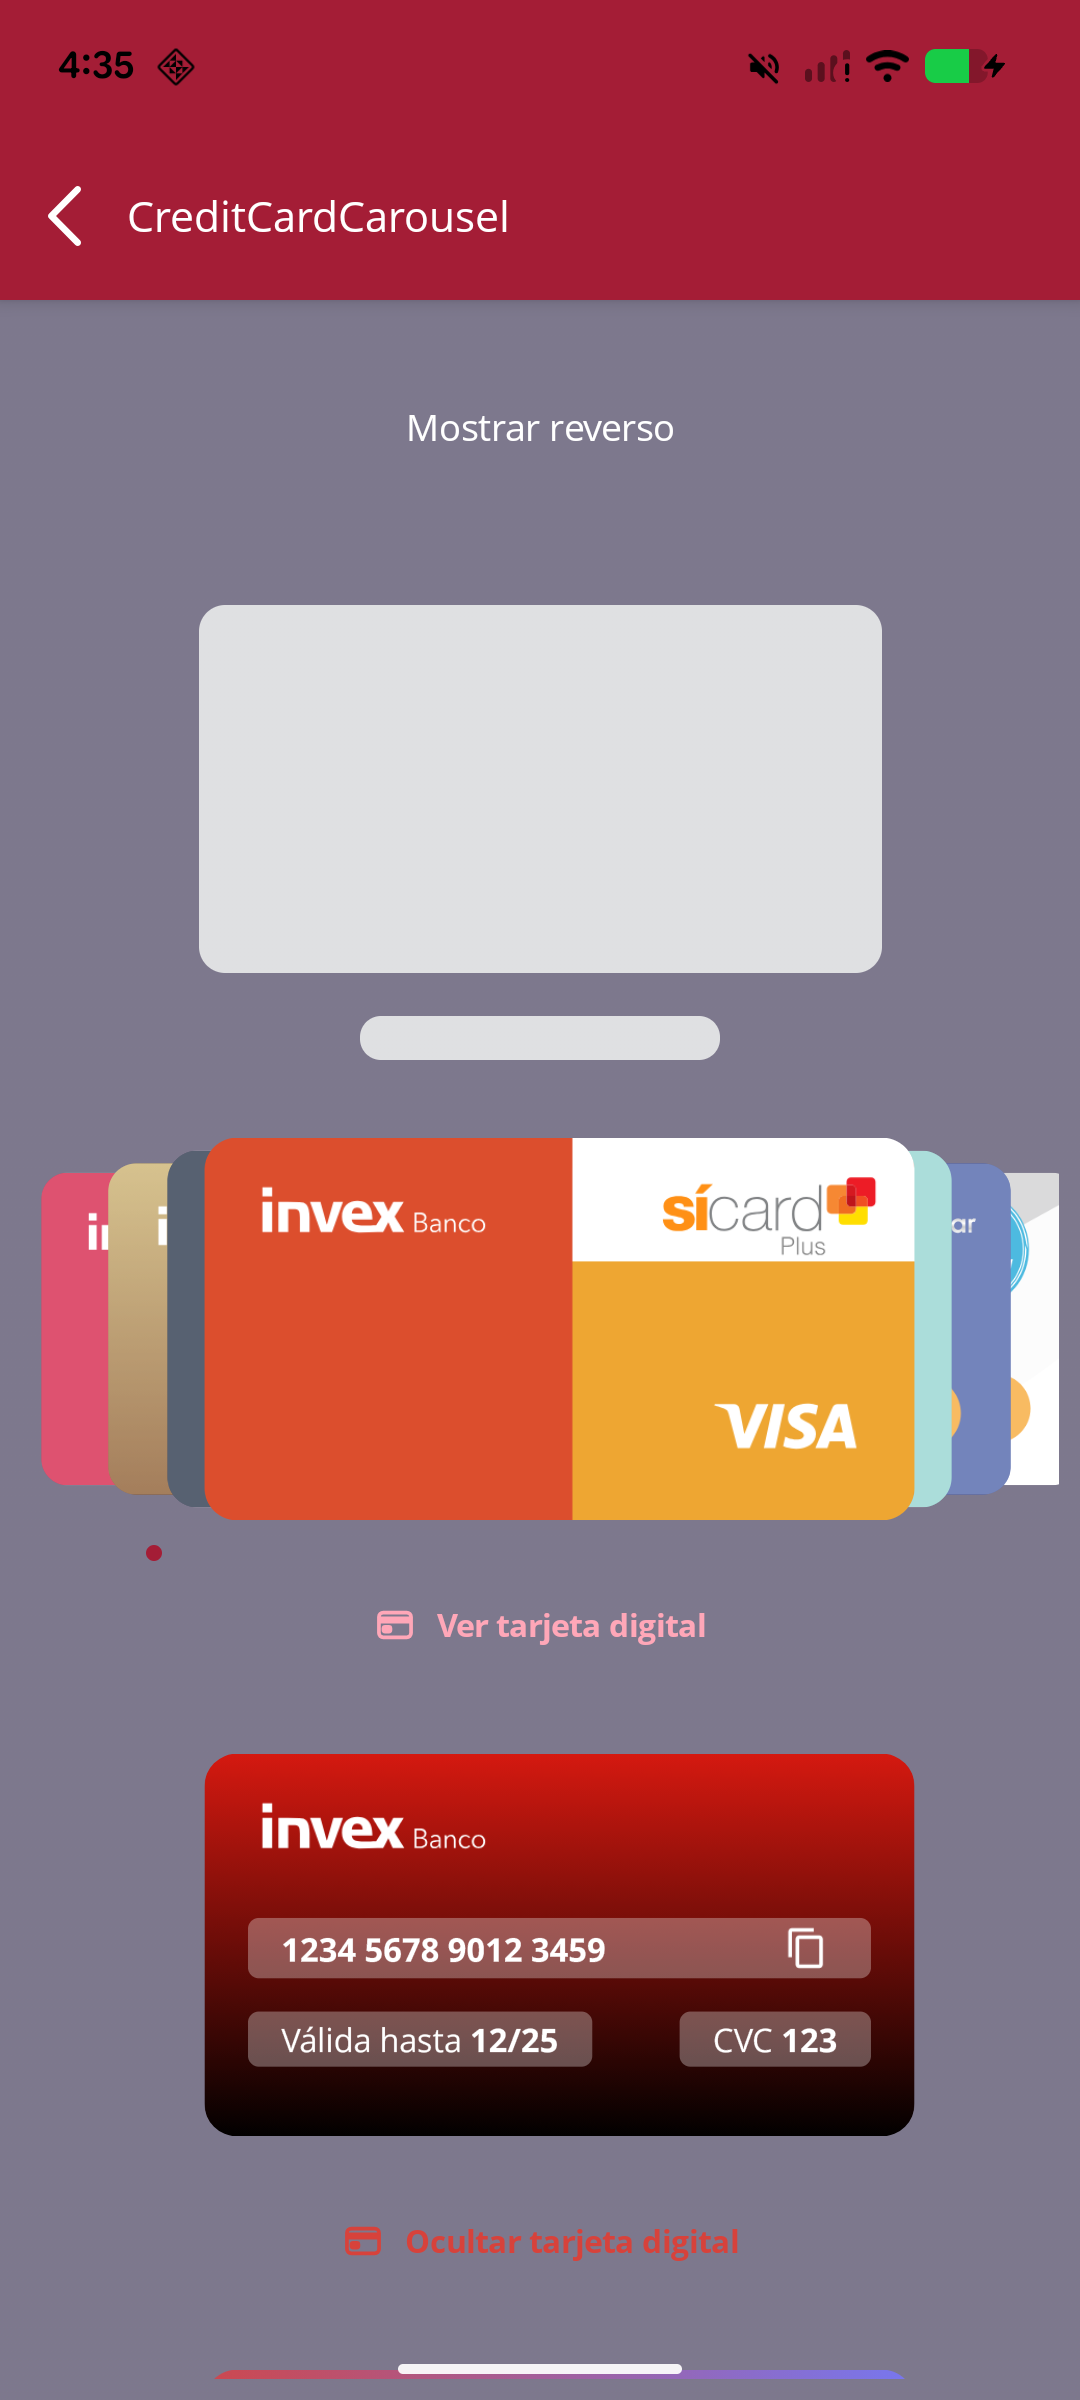 4:35
CreditCardCarousel
Mostrar reverso
invex Banco
sícard
Plus
ar
VISA
Ver tarjeta digital
invex Banco
1234 5678 9012 3459
Válida hasta 12/25
CVC 123
Ocultar tarjeta digital